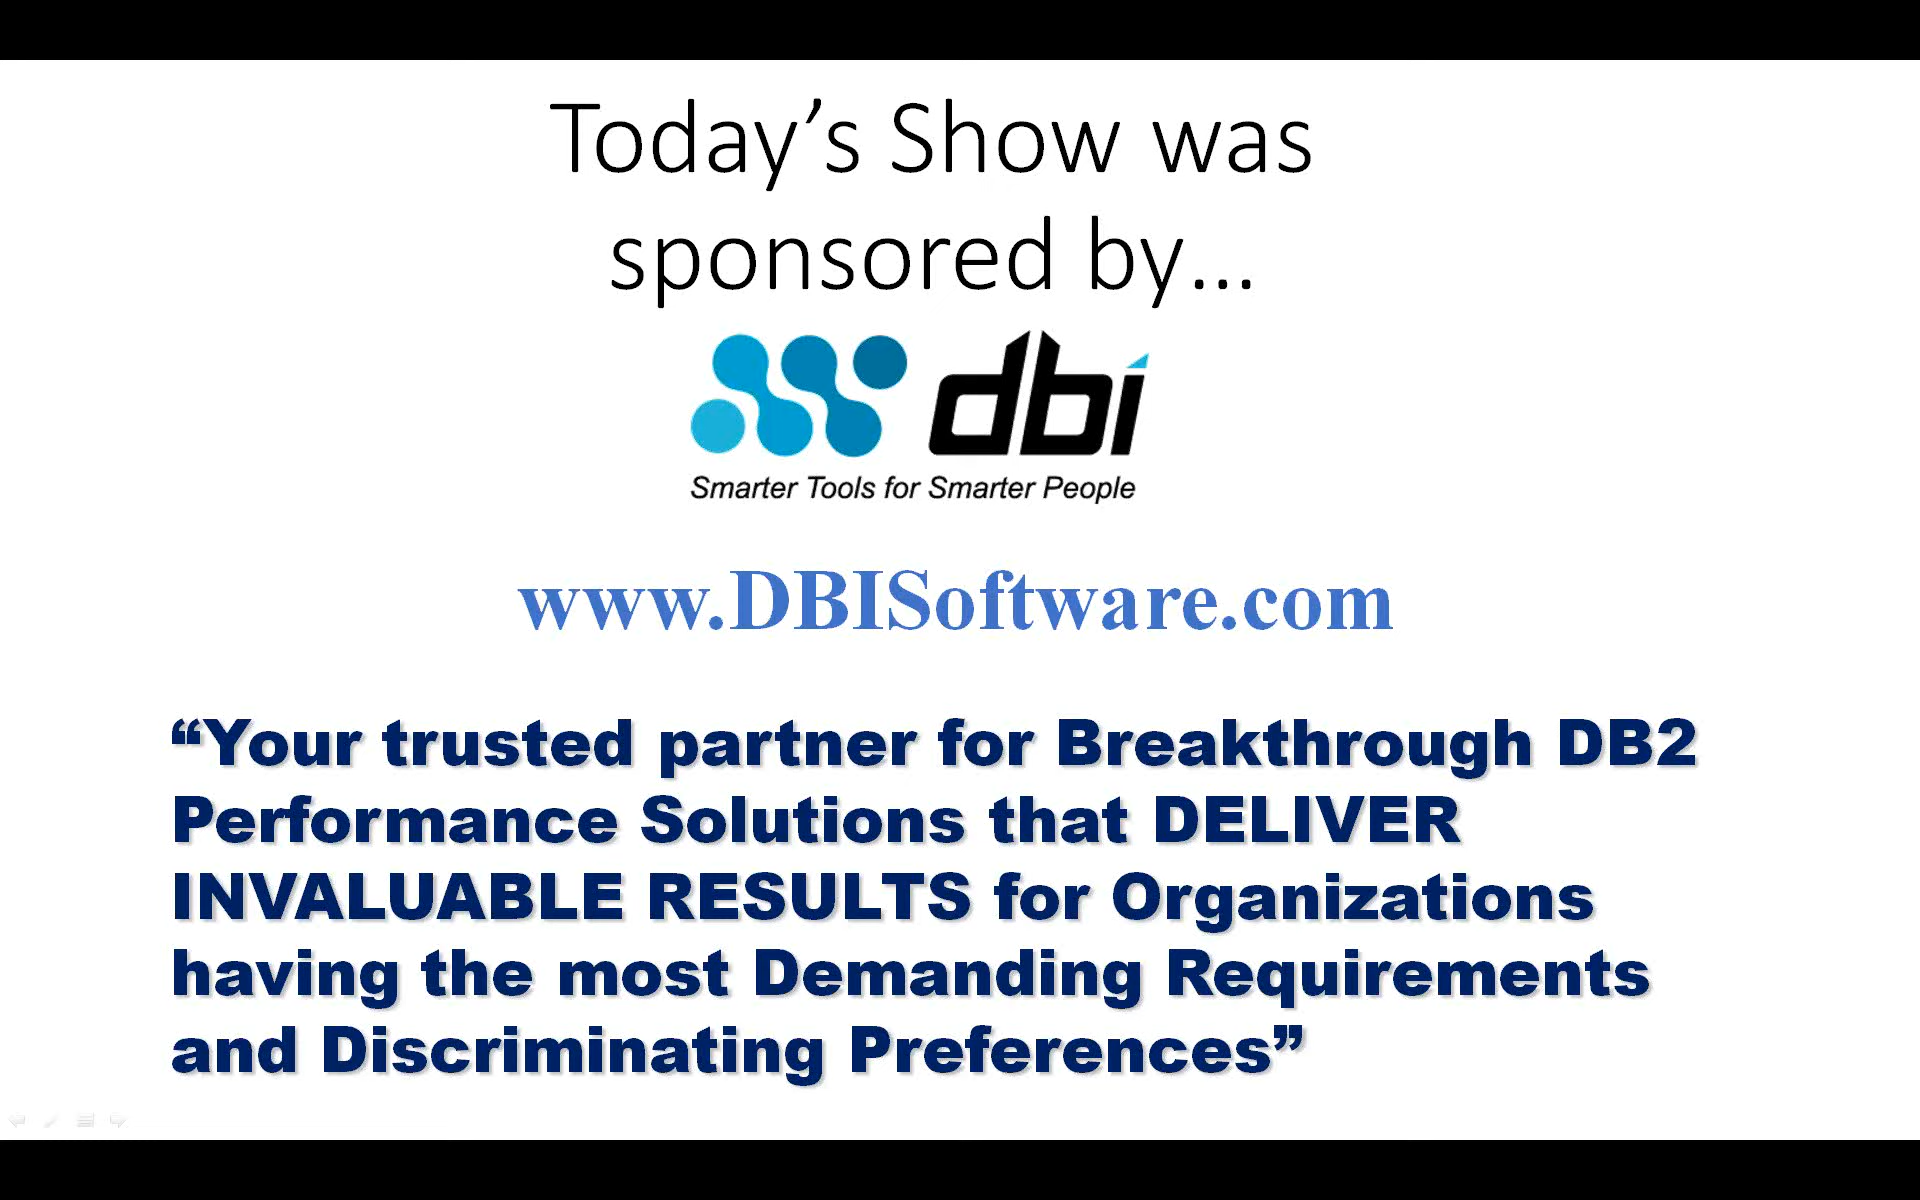 Today’s Show was
sponsored by…
dbi
Smarter Tools for Smarter People
www.DBISoftware.com
“Your trusted partner for Breakthrough DB2
Performance Solutions that DELIVER
INVALUABLE RESULTS for Organizations
having the most Demanding Requirements
and Discriminating Preferences”